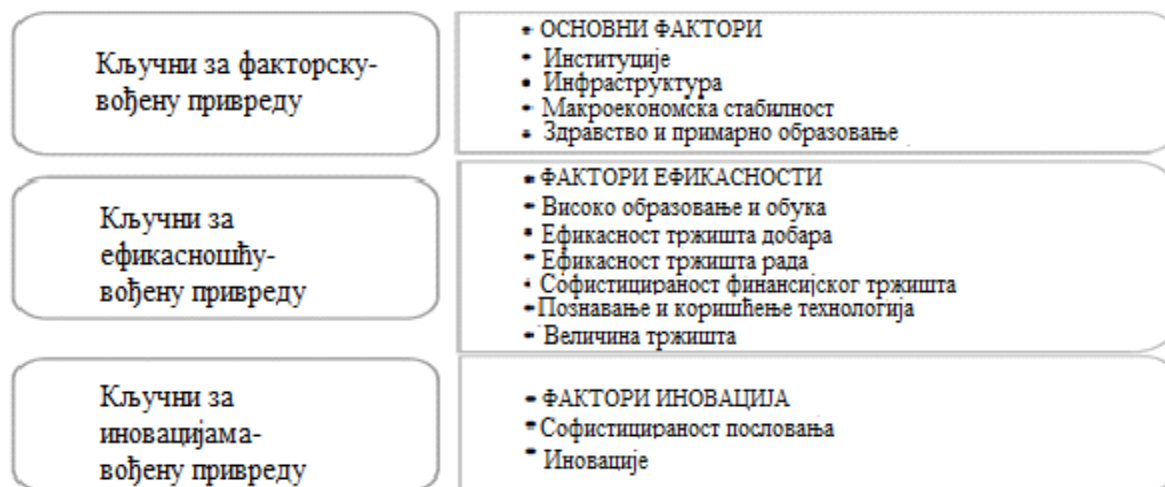 Кључни за факторску-
вођену привреду
• ОСНОВНИ ФАКТОРИ
• Институције
• Инфраструктура
• Макроекономска стабилност
• Здравство и примарно образовање
Кључни за
ефикасношћу-
вођену привреду
• ФАКТОРИ ЕФИКАСНОСТИ
• Високо образовање и обука
• Ефикасност тржишта добара
• Ефикасност тржишта рада
• Софистицираност финансијског тржишта
• Познавање и коришћење технологија
• Величина тржишта
Кључни за
иновацијама-
вођену привреду
• ФАКТОРИ ИНОВАЦИЈА
• Софистицираност пословања
• Иновације